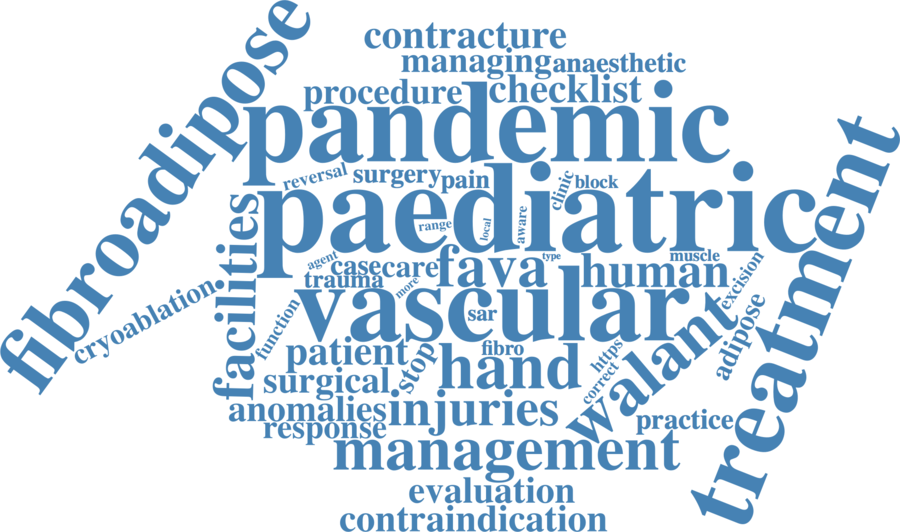 fibroadipose
contracture
managing anaesthetic
procedure checklist
pandemic
reversal surgery pain clinic block
paediatric
range local aware
facilities
treatment
agent case care fava type human muscle
trauma more
excision
cryoablation
vascular
function sar
walant
adipose
patient stop hand fibro https
correct
surgical
anomalies injuries practice
response
management
evaluation
contraindication